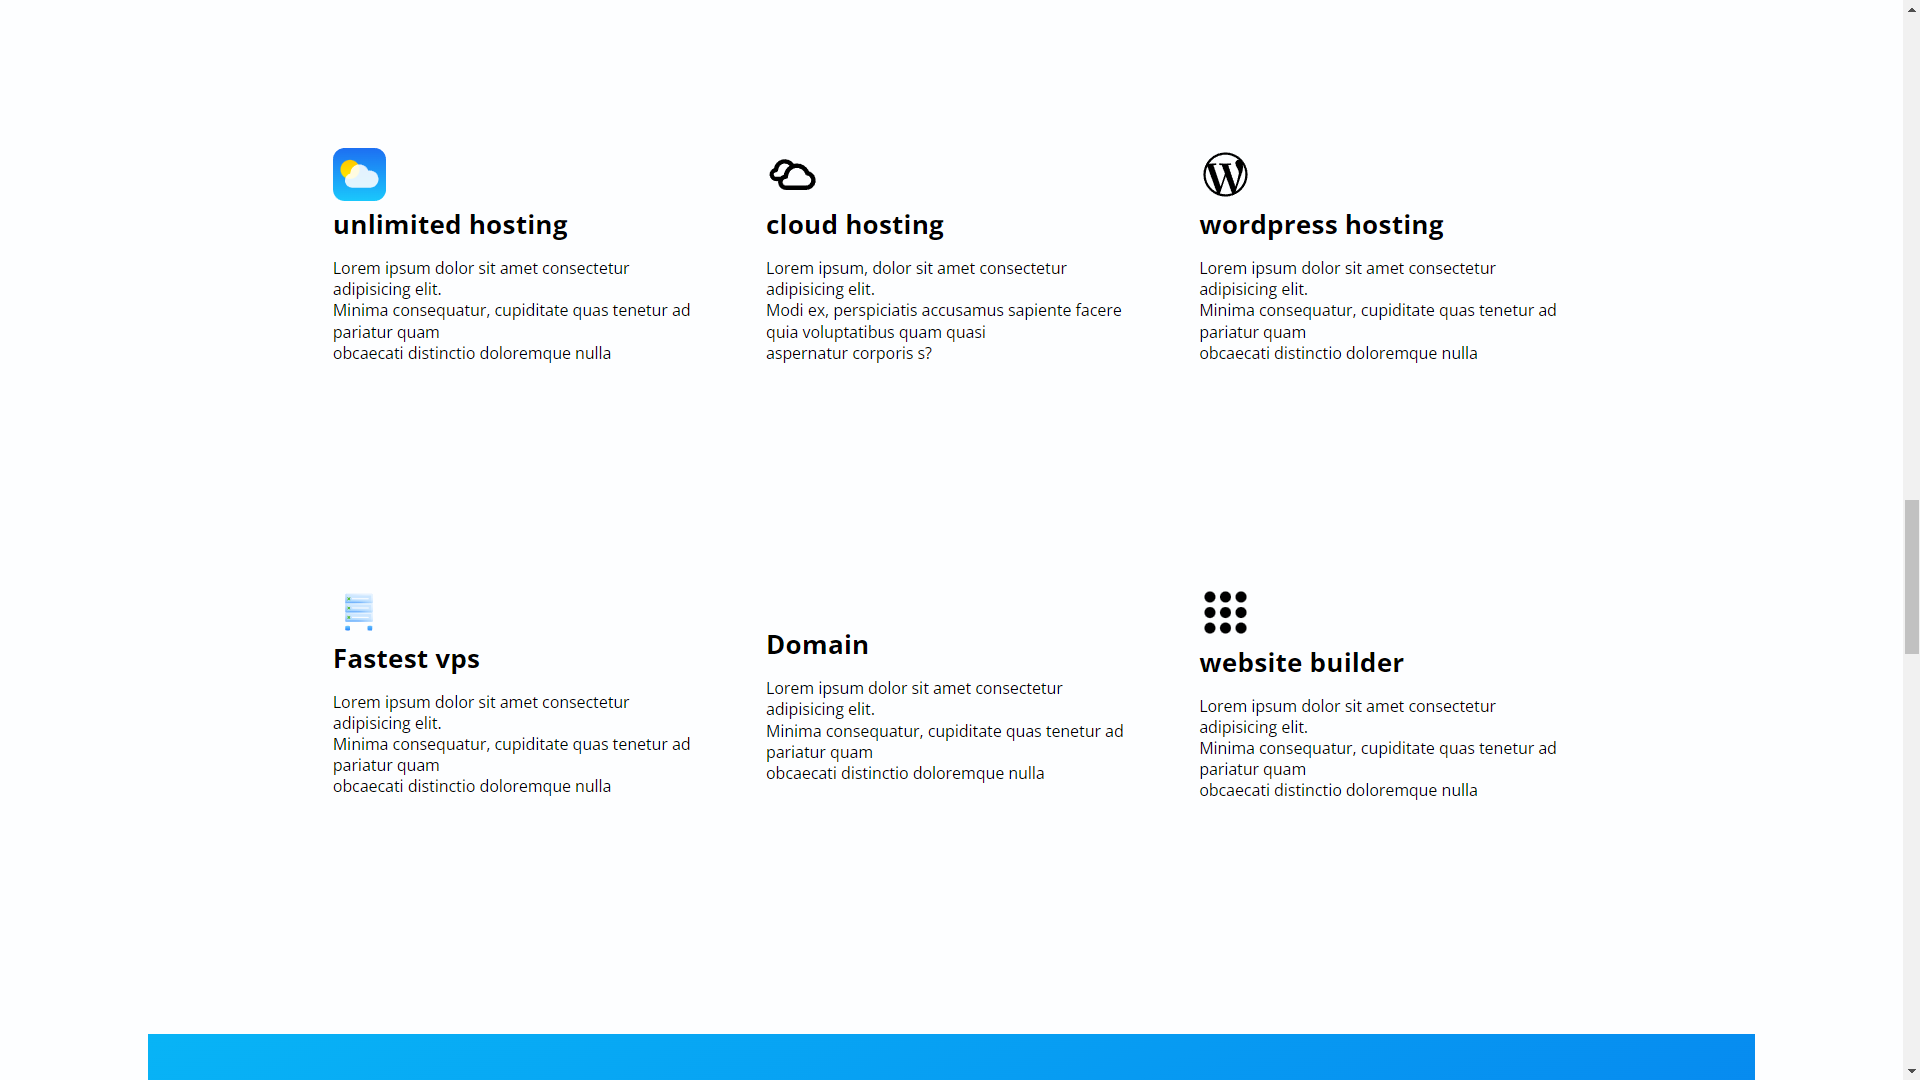 unlimited hosting
Lorem ipsum dolor sit amet consectetur
adipisicing elit.
Minima consequatur, cupiditate quas tenetur ad
pariatur quam
obcaecati distinctio doloremque nulla
cloud hosting
Lorem ipsum, dolor sit amet consectetur
adipisicing elit.
Modi ex, perspiciatis accusamus sapiente facere
quia voluptatibus quam quasi
aspernatur corporis s?
wordpress hosting
Lorem ipsum dolor sit amet consectetur
adipisicing elit.
Minima consequatur, cupiditate quas tenetur ad
pariatur quam
obcaecati distinctio doloremque nulla
Fastest vps
Lorem ipsum dolor sit amet consectetur
adipisicing elit.
Minima consequatur, cupiditate quas tenetur ad
pariatur quam
obcaecati distinctio doloremque nulla
Domain
Lorem ipsum dolor sit amet consectetur
adipisicing elit.
Minima consequatur, cupiditate quas tenetur ad
pariatur quam
obcaecati distinctio doloremque nulla
website builder
Lorem ipsum dolor sit amet consectetur
adipisicing elit.
Minima consequatur, cupiditate quas tenetur ad
pariatur quam
obcaecati distinctio doloremque nulla